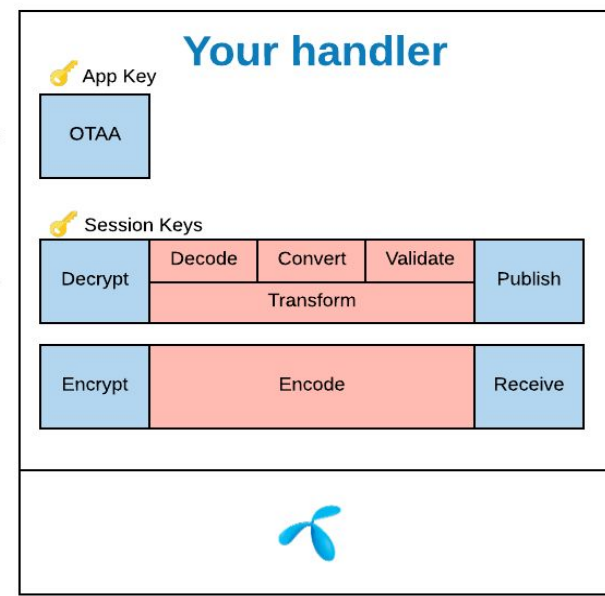 Your handler
App Key
OTAA
Session Keys
Decode Convert Validate
Decrypt Publish
Transform
Encrypt Encode Receive